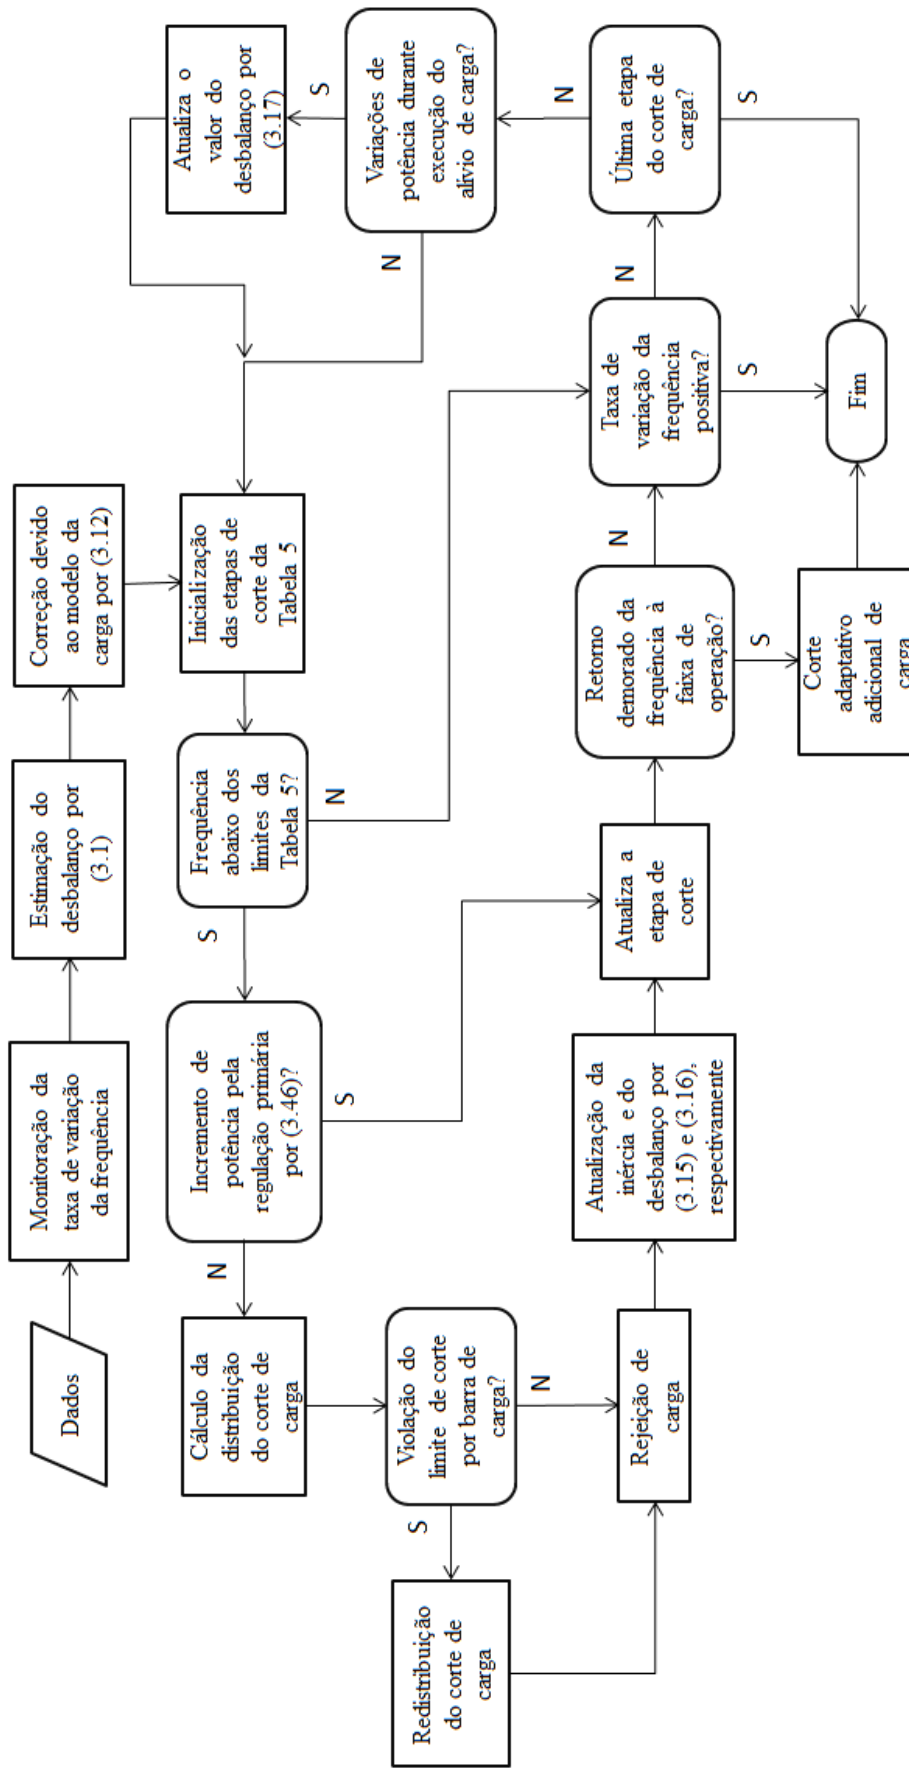 Dados
Monitoração da
taxa de variação
da frequência
Estimação do
desbalanço por
(3.1)
Correção devido
ao modelo da
carga por (3.12)
Atualiza o
valor do
desbalanço por
(3.17)
Cálculo da
distribuição
do corte de
carga
N
Incremento de
potência pela
regulação primária
por (3.46)?
S
Frequência
abaixo dos
limites da
Tabela 5?
Inicialização
das etapas de
corte da
Tabela 5
S
N
N
S
Variações de
potência durante
execução do
alívio de carga?
Redistribuição
do corte de
carga
S
Violação do
limite de corte
por barra de
carga?
N
N
Rejeição de
carga
Atualização da
inércia e do
desbalanço por
(3.15) e (3.16),
respectivamente
Atualiza a
etapa de
corte
Retorno
demorado da
frequência à
faixa de
operação?
N
Taxa de
variação da
frequência
positiva?
N
Última etapa
do corte de
carga?
S
S
S
Corte
adaptativo
adicional de
carga
Fim